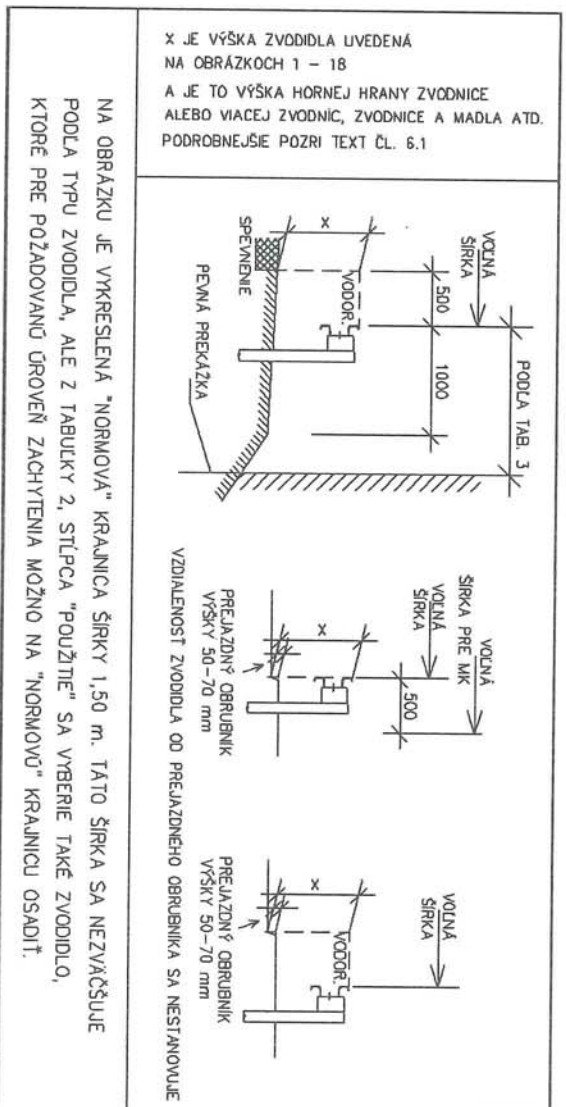 X JE VÝŠKA ZVODIDLA UVEDENÁ
NA OBRÁZKOCH 1 – 18
A JE TO VÝŠKA HORNEJ HRANY ZVODNICE
ALEBO VIACEJ ZVODNÍC, ZVODNICE A MADLA ATD.
PODROBNEJŠIE POZRI TEXT ČL. 6.1
VOĽNÁ
ŠÍRKA
PODĽA TAB. 3
500
1000
X
VODOR.
SPEVNENIE
PEVNÁ PREKÁŽKA
VOĽNÁ
ŠÍRKA PRE MK
VOĽNÁ
ŠÍRKA
500
X
PREJAZDNÝ OBRUBNÍK
VÝŠKY 50–70 mm
VOĽNÁ
ŠÍRKA
X
VODOR.
PREJAZDNÝ OBRUBNÍK
VÝŠKY 50–70 mm
VZDIALENOSŤ ZVODIDLA OD PREJAZDNÉHO OBRUBNÍKA SA NESTANOVUJE
NA OBRÁZKU JE VYKRESLENÁ "NORMOVÁ" KRAJNICA ŠÍRKY 1,50 m. TÁTO ŠÍRKA SA NEZVÄČŠUJE
PODĽA TYPU ZVODIDLA, ALE Z TABUĽKY 2, STĹPCA "POUŽITIE" SA VYBERIE TAKÉ ZVODIDLO,
KTORÉ PRE POŽADOVANÚ ÚROVEŇ ZACHYTENIA MOŽNO NA "NORMOVÚ" KRAJNICU OSADIŤ.